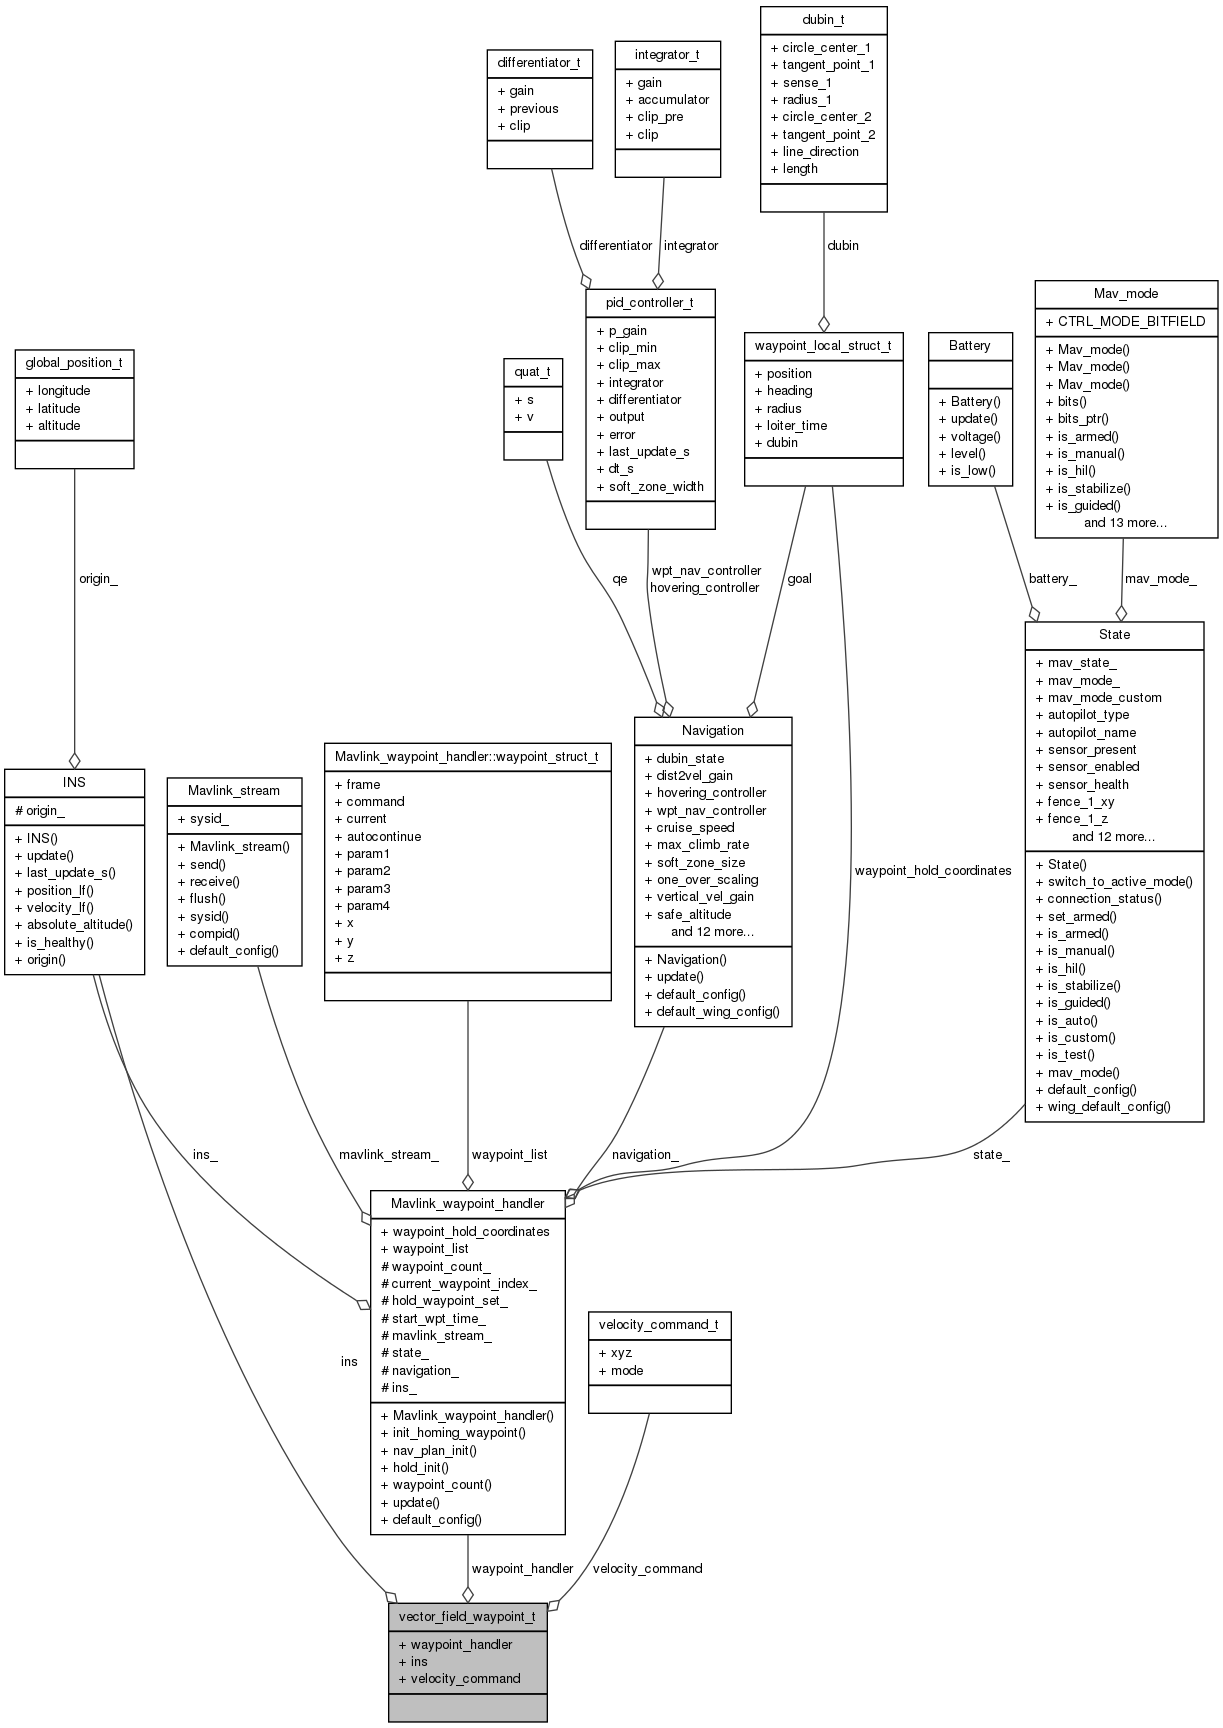 dubin_t
+ circle_center_1
+ tangent_point_1
+ sense_1
+ radius_1
+ circle_center_2
+ tangent_point_2
+ line_direction
+ length
integrator_t
+ gain
+ accumulator
+ clip_pre
+ clip
differentiator_t
+ gain
+ previous
+ clip
differentiator
integrator
dubin
Mav_mode
+ CTRL_MODE_BITFIELD
+ Mav_mode()
+ Mav_mode()
+ Mav_mode()
+ bits()
+ bits_ptr()
+ is_armed()
+ is_manual()
+ is_hil()
+ is_stabilize()
+ is_guided()
and 13 more...
pid_controller_t
+ p_gain
+ clip_min
+ clip_max
+ integrator
+ differentiator
+ output
+ error
+ last_update_s
+ dt_s
+ soft_zone_width
waypoint_local_struct_t
+ position
+ heading
+ radius
+ loiter_time
+ dubin
Battery
+ Battery()
+ update()
+ voltage()
+ level()
+ is_low()
global_position_t
+ longitude
+ latitude
+ altitude
quat_t
+ s
+ v
origin_
qe
wpt_nav_controller
hovering_controller
goal
battery_
mav_mode_
State
+ mav_state_
+ mav_mode_
+ mav_mode_custom
+ autopilot_type
+ autopilot_name
+ sensor_present
+ sensor_enabled
+ sensor_health
+ fence_1_xy
+ fence_1_z
and 12 more...
+ State()
+ switch_to_active_mode()
+ connection_status()
+ set_armed()
+ is_armed()
+ is_manual()
+ is_hil()
+ is_stabilize()
+ is_guided()
+ is_auto()
+ is_custom()
+ is_test()
+ mav_mode()
+ default_config()
+ wing_default_config()
Navigation
+ dubin_state
+ dist2vel_gain
+ hovering_controller
+ wpt_nav_controller
+ cruise_speed
+ max_climb_rate
+ soft_zone_size
+ one_over_scaling
+ vertical_vel_gain
+ safe_altitude
and 12 more...
+ Navigation()
+ update()
+ default_config()
+ default_wing_config()
Mavlink_waypoint_handler::waypoint_struct_t
+ frame
+ command
+ current
+ autocontinue
+ param1
+ param2
+ param3
+ param4
+ x
+ y
+ z
INS
# origin_
+ INS()
+ update()
+ last_update_s()
+ position_lf()
+ velocity_lf()
+ absolute_altitude()
+ is_healthy()
+ origin()
Mavlink_stream
+ sysid_
+ Mavlink_stream()
+ send()
+ receive()
+ flush()
+ sysid()
+ compid()
+ default_config()
waypoint_hold_coordinates
ins_
mavlink_stream_
waypoint_list
navigation_
state_
Mavlink_waypoint_handler
+ waypoint_hold_coordinates
+ waypoint_list
# waypoint_count_
# current_waypoint_index_
# hold_waypoint_set_
# start_wpt_time_
# mavlink_stream_
# state_
# navigation_
# ins_
+ Mavlink_waypoint_handler()
+ init_homing_waypoint()
+ nav_plan_init()
+ hold_init()
+ waypoint_count()
+ update()
+ default_config()
ins
velocity_command_t
+ xyz
+ mode
waypoint_handler
velocity_command
vector_field_waypoint_t
+ waypoint_handler
+ ins
+ velocity_command